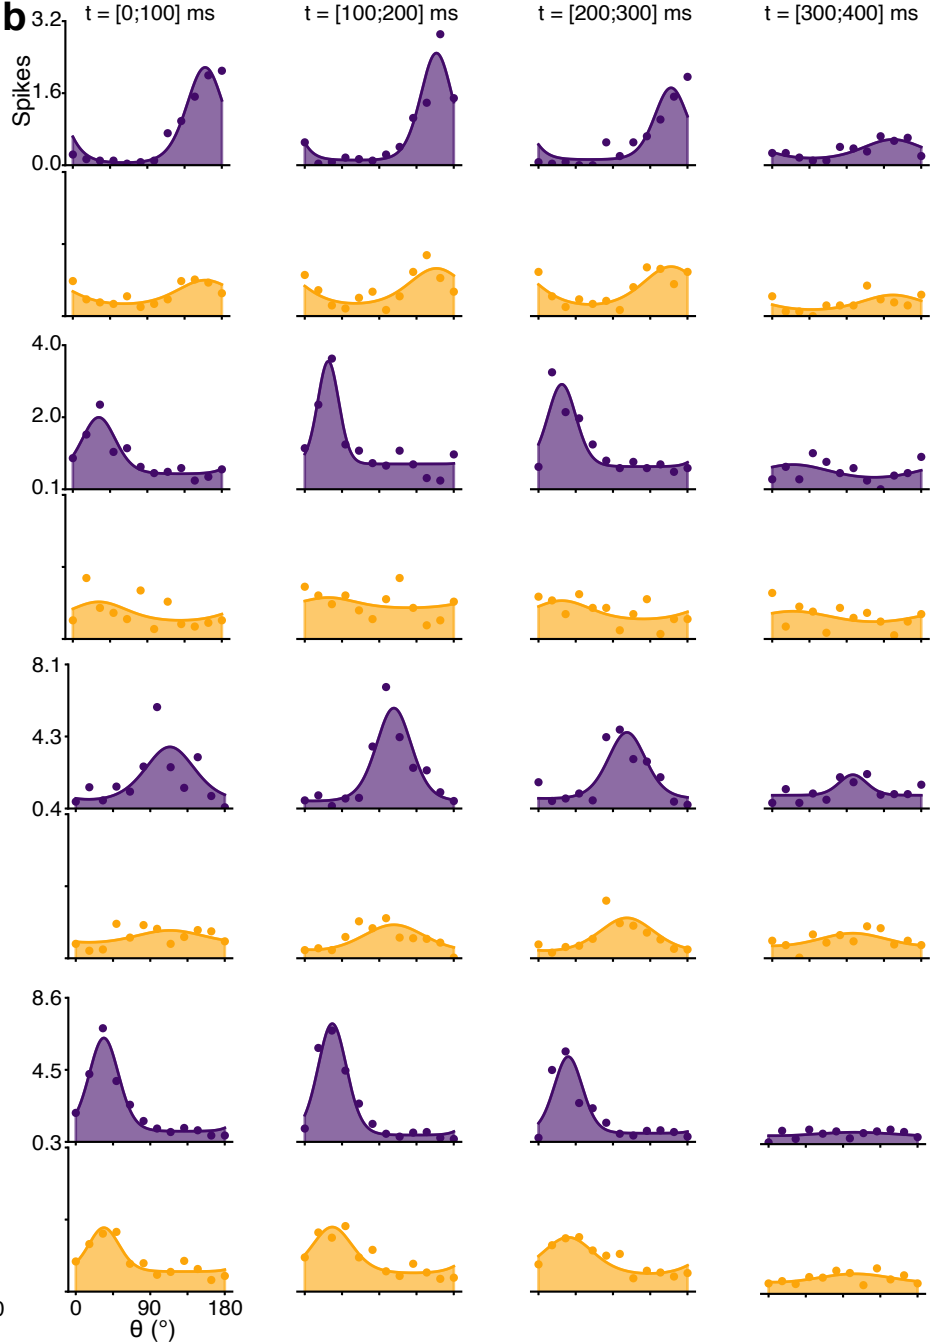 b
t = [0;100] ms t = [100;200] ms t = [200;300] ms t = [300;400] ms
Spikes
3.2
1.6
0.0
4.0
2.0
0.1
8.1
4.3
0.4
8.6
4.5
0.3
0 0 90 180
θ (°)